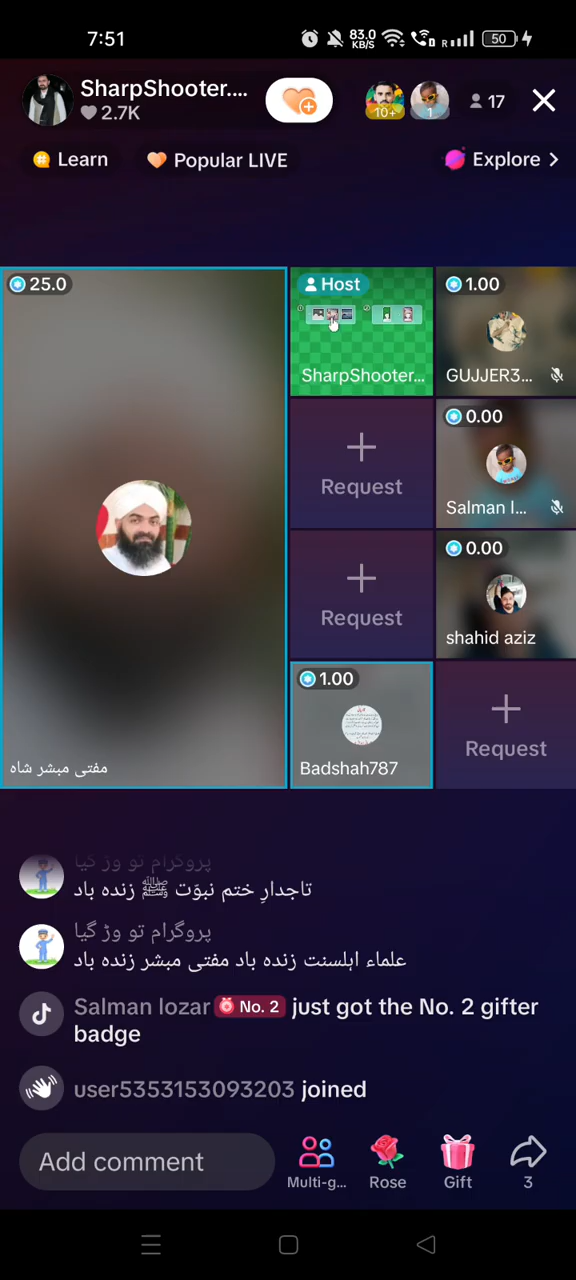 7:51
83.0
KB/S
R
50
SharpShooter....
2.7K
10+
1
17
Learn
Popular LIVE
Explore
25.0
Host
SharpShooter...
1.00
GUJJER3...
0.00
Salman l...
Request
0.00
shahid aziz
Request
1.00
Badshah787
Request
مفتی مبشر شاہ
پروگرام تو وڑ گیا
تاجدارِ ختم نبوّت ﷺ زندہ باد
پروگرام تو وڑ گیا
علماء اہلسنت زندہ باد مفتی مبشر زندہ باد
Salman lozar No. 2 just got the No. 2 gifter
badge
user5353153093203 joined
Add comment
Multi-g...
Rose
Gift
3